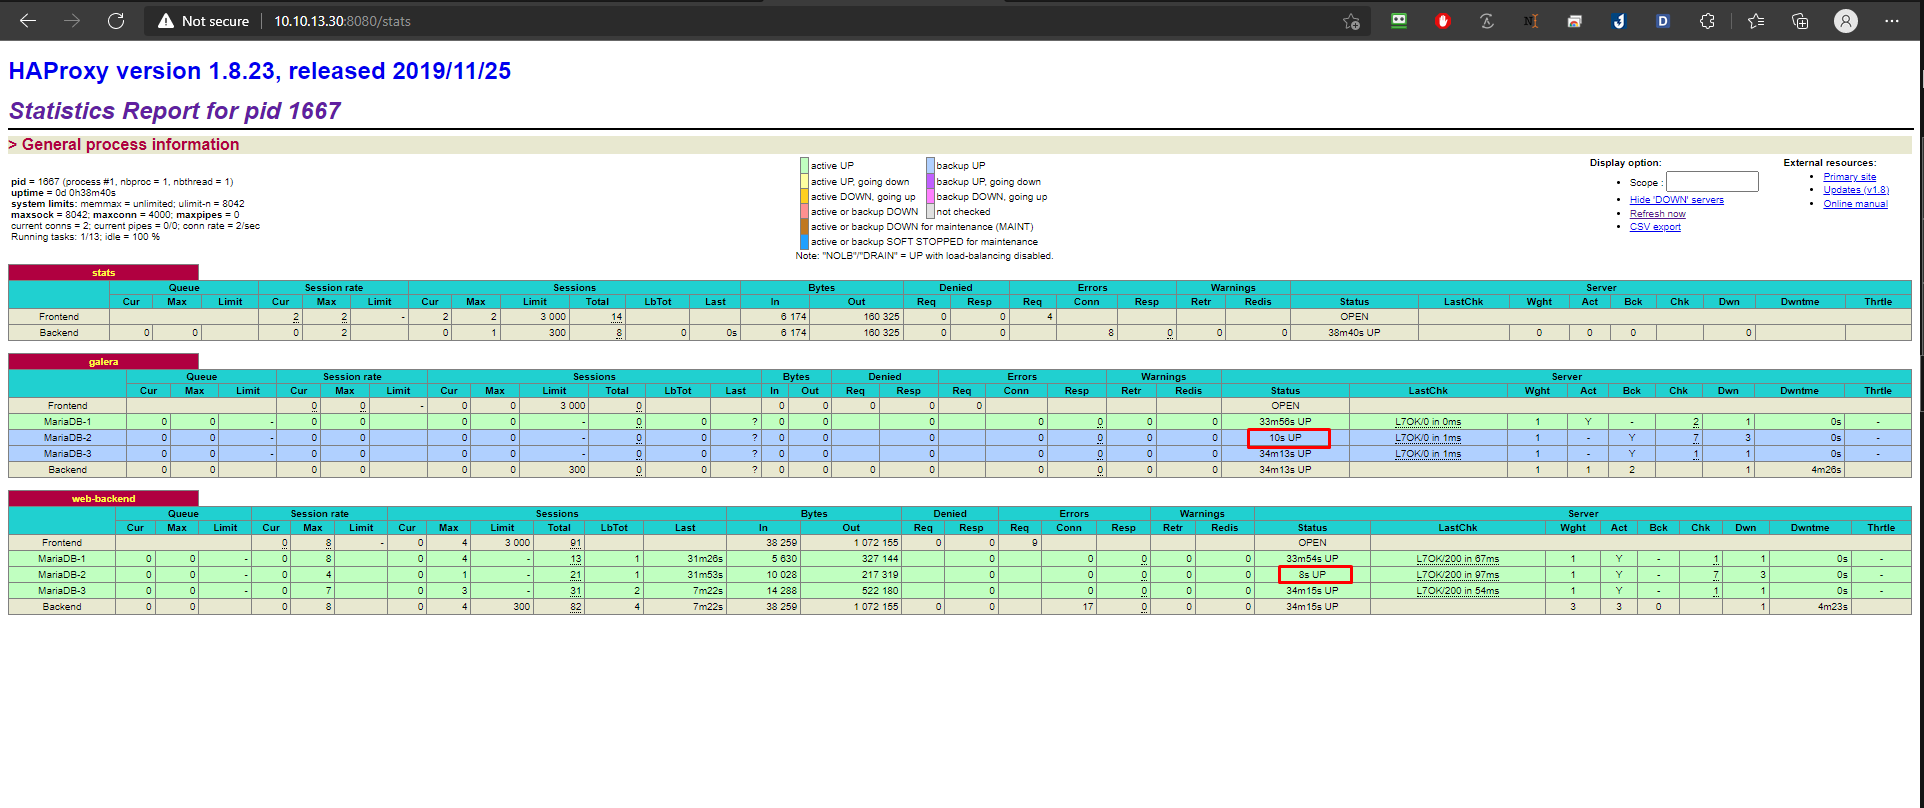 Not secure 10.10.13.30:8080/stats
HAProxy version 1.8.23, released 2019/11/25
Statistics Report for pid 1667
> General process information
pid = 1667 (process #1, nbproc = 1, nbthread = 1)
uptime = 0d 0h38m40s
system limits: memmax = unlimited; ulimit-n = 8042
maxsock = 8042; maxconn = 4000; maxpipes = 0
current conns = 2; current pipes = 0/0; conn rate = 2/sec
Running tasks: 1/13; idle = 100 %
active UP backup UP
active UP, going down backup UP, going down
active DOWN, going up backup DOWN, going up
active or backup DOWN not checked
active or backup DOWN for maintenance (MAINT)
active or backup SOFT STOPPED for maintenance
Note: "NOLB"/"DRAIN" = UP with load-balancing disabled.
Display option:
Scope :
Hide 'DOWN' servers
Refresh now
CSV export
External resources:
Primary site
Updates (v1.8)
Online manual
stats
Queue Session rate Sessions Bytes Denied Errors Warnings Server
Cur Max Limit Cur Max Limit Cur Max Limit Total LbTot Last In Out Req Resp Req Conn Resp Retr Redis Status LastChk Wght Act Bck Chk Dwn Dwntme Thrtle
Frontend 2 2 - 2 2 3 000 14 6 174 160 325 0 0 4 OPEN
Backend 0 0 0 2 0 1 300 8 0 0s 6 174 160 325 0 0 8 0 0 0 38m40s UP 0 0 0 0
galera
Queue Session rate Sessions Bytes Denied Errors Warnings Server
Cur Max Limit Cur Max Limit Cur Max Limit Total LbTot Last In Out Req Resp Req Conn Resp Retr Redis Status LastChk Wght Act Bck Chk Dwn Dwntme Thrtle
Frontend 0 0 - 0 0 3 000 0 0 0 0 0 0 OPEN
MariaDB-1 0 0 - 0 0 0 0 - 0 0 ? 0 0 0 0 0 0 0 33m56s UP L7OK/0 in 0ms 1 Y - 2 1 0s -
MariaDB-2 0 0 - 0 0 0 0 - 0 0 ? 0 0 0 0 0 0 0 10s UP L7OK/0 in 1ms 1 - Y 7 3 0s -
MariaDB-3 0 0 - 0 0 0 0 - 0 0 ? 0 0 0 0 0 0 0 34m13s UP L7OK/0 in 1ms 1 - Y 1 1 0s -
Backend 0 0 0 0 0 0 300 0 0 ? 0 0 0 0 0 0 0 0 34m13s UP 1 1 2 1 4m26s
web-backend
Queue Session rate Sessions Bytes Denied Errors Warnings Server
Cur Max Limit Cur Max Limit Cur Max Limit Total LbTot Last In Out Req Resp Req Conn Resp Retr Redis Status LastChk Wght Act Bck Chk Dwn Dwntme Thrtle
Frontend 0 8 - 0 4 3 000 91 38 259 1 072 155 0 0 9 OPEN
MariaDB-1 0 0 - 0 8 0 4 - 13 1 31m26s 5 630 327 144 0 0 0 0 0 33m54s UP L7OK/200 in 67ms 1 Y - 1 1 0s -
MariaDB-2 0 0 - 0 4 0 1 - 21 1 31m53s 10 028 217 319 0 0 0 0 0 8s UP L7OK/200 in 97ms 1 Y - 7 3 0s -
MariaDB-3 0 0 - 0 7 0 3 - 31 2 7m22s 14 288 522 180 0 0 0 0 0 34m15s UP L7OK/200 in 54ms 1 Y - 1 1 0s -
Backend 0 0 0 8 0 4 300 82 4 7m22s 38 259 1 072 155 0 0 17 0 0 0 34m15s UP 3 3 0 1 4m23s